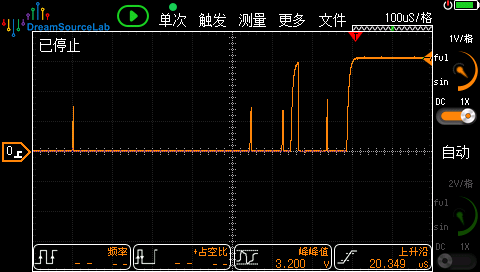 DreamSourceLab
单次 触发 测量 更多 文件
100uS/格
已停止
1V/格
ful
sin
DC 1X
自动
2V/格
ful
sin
DC 1X
0
频率
- -
+占空比
- -
峰峰值
3.200 V
上升沿
20.349 uS